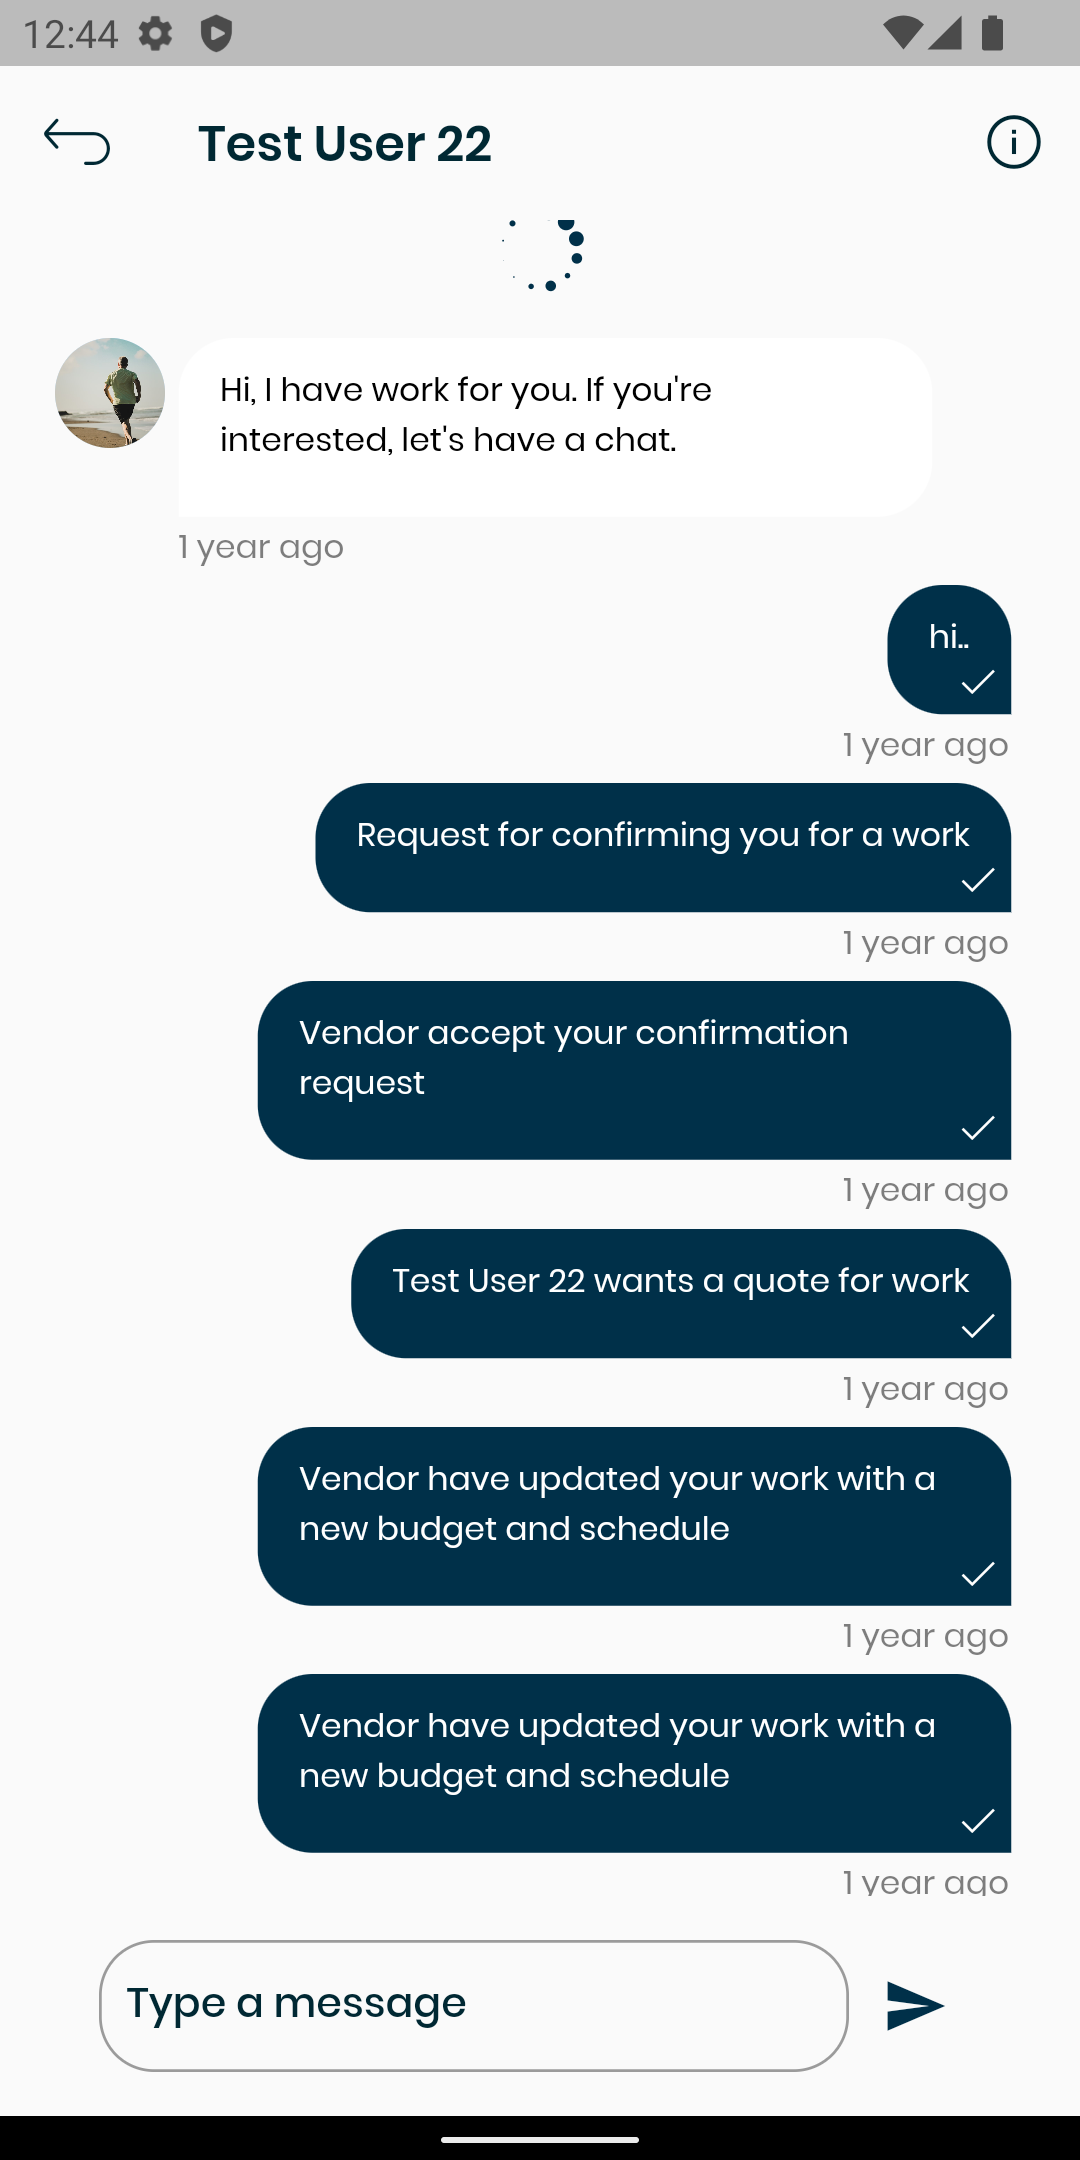 12:44
Test User 22
Hi, I have work for you. If you're
interested, let's have a chat.
1 year ago
hi..
1 year ago
Request for confirming you for a work
1 year ago
Vendor accept your confirmation
request
1 year ago
Test User 22 wants a quote for work
1 year ago
Vendor have updated your work with a
new budget and schedule
1 year ago
Vendor have updated your work with a
new budget and schedule
1 year ago
Type a message